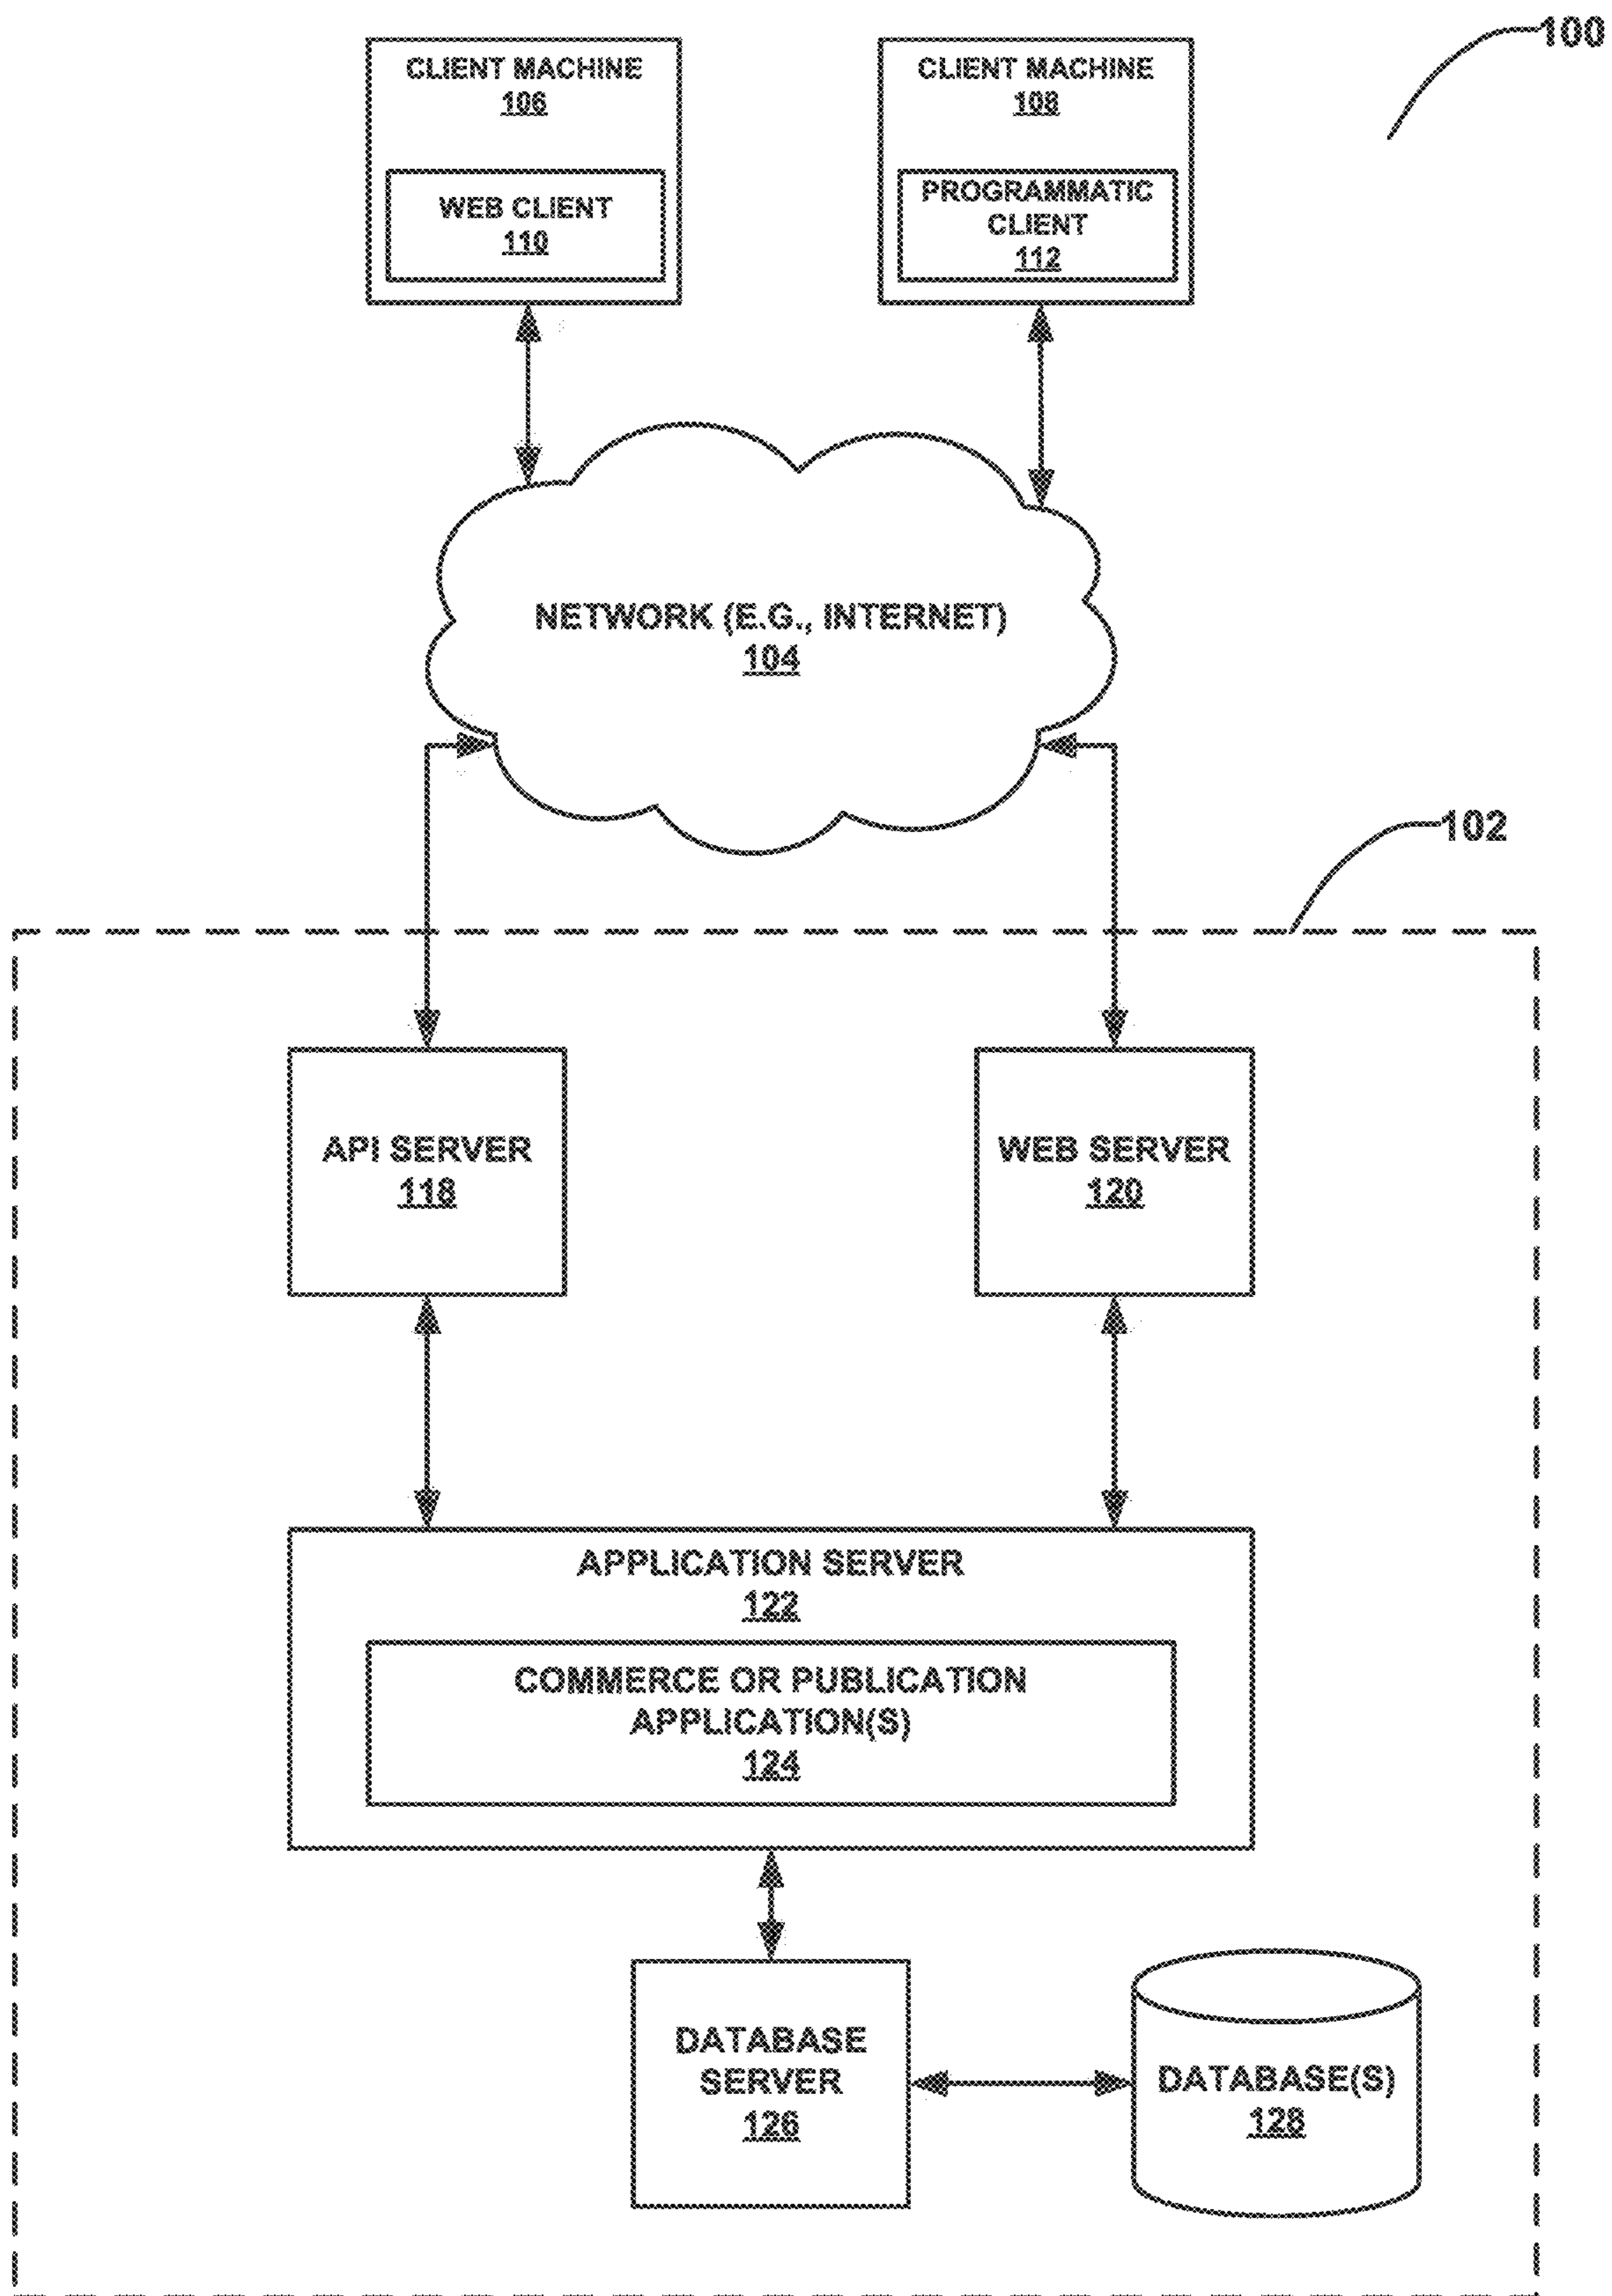 100
CLIENT MACHINE
106
WEB CLIENT
110
CLIENT MACHINE
108
PROGRAMMATIC
CLIENT
112
NETWORK (E.G., INTERNET)
104
102
API SERVER
118
WEB SERVER
120
APPLICATION SERVER
122
COMMERCE OR PUBLICATION
APPLICATION(S)
124
DATABASE
SERVER
126
DATABASE(S)
128